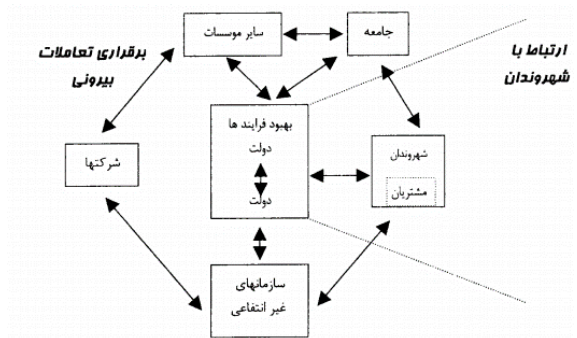 برقراری تعاملات
بیرونی
سایر موسسات
جامعه
ارتباط با
شهروندان
بهبود فرایند ها
دولت
دولت
شرکتها
شهروندان
مشتریان
سازمانهای
غیر انتفاعی